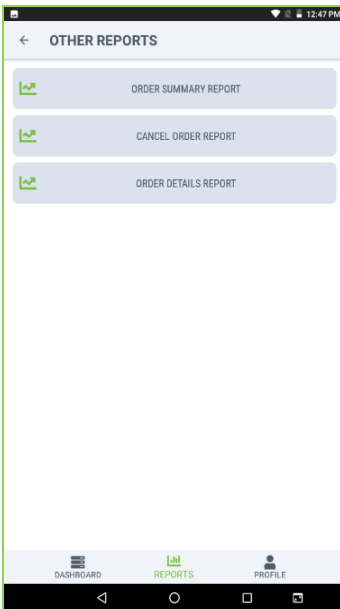 12:47 PM
OTHER REPORTS
ORDER SUMMARY REPORT
CANCEL ORDER REPORT
ORDER DETAILS REPORT
DASHBOARD
REPORTS
PROFILE